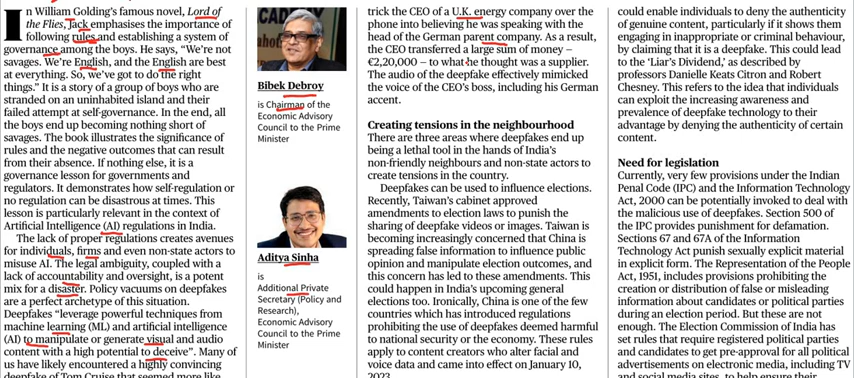 In William Golding's famous novel, Lord of
the Flies, Jack emphasises the importance of
following rules and establishing a system of
governance among the boys. He says, "We're not
savages. We're English, and the English are best
at everything. So, we've got to do the right
things." It is a story of a group of boys who are
stranded on an uninhabited island and their
failed attempt at self-governance. In the end, all
the boys end up becoming nothing short of
savages. The book illustrates the significance of
rules and the negative outcomes that can result
from their absence. If nothing else, it is a
governance lesson for governments and
regulators. It demonstrates how self-regulation or
no regulation can be disastrous at times. This
lesson is particularly relevant in the context of
Artificial Intelligence (AI) regulations in India.
The lack of proper regulations creates avenues
for individuals, firms and even non-state actors to
misuse AI. The legal ambiguity, coupled with a
lack of accountability and oversight, is a potent
mix for a disaster. Policy vacuums on deepfakes
are a perfect archetype of this situation.
Deepfakes "leverage powerful techniques from
machine learning (ML) and artificial intelligence
(AI) to manipulate or generate visual and audio
content with a high potential to deceive". Many of
us have likely encountered a highly convincing
deepfake of Tom Cruise that seemed more like
Bibek Debroy
is Chairman of the
Economic Advisory
Council to the Prime
Minister
Aditya Sinha
is
Additional Private
Secretary (Policy and
Research),
Economic Advisory
Council to the Prime
Minister
trick the CEO of a U.K. energy company over the
phone into believing he was speaking with the
head of the German parent company. As a result,
the CEO transferred a large sum of money –
€2,20,000 – to what he thought was a supplier.
The audio of the deepfake effectively mimicked
the voice of the CEO's boss, including his German
accent.
Creating tensions in the neighbourhood
There are three areas where deepfakes end up
being a lethal tool in the hands of India's
non-friendly neighbours and non-state actors to
create tensions in the country.
Deepfakes can be used to influence elections.
Recently, Taiwan's cabinet approved
amendments to election laws to punish the
sharing of deepfake videos or images. Taiwan is
becoming increasingly concerned that China is
spreading false information to influence public
opinion and manipulate election outcomes, and
this concern has led to these amendments. This
could happen in India's upcoming general
elections too. Ironically, China is one of the few
countries which has introduced regulations
prohibiting the use of deepfakes deemed harmful
to national security or the economy. These rules
apply to content creators who alter facial and
voice data and came into effect on January 10,
2023.
could enable individuals to deny the authenticity
of genuine content, particularly if it shows them
engaging in inappropriate or criminal behaviour,
by claiming that it is a deepfake. This could lead
to the 'Liar's Dividend,' as described by
professors Danielle Keats Citron and Robert
Chesney. This refers to the idea that individuals
can exploit the increasing awareness and
prevalence of deepfake technology to their
advantage by denying the authenticity of certain
content.
Need for legislation
Currently, very few provisions under the Indian
Penal Code (IPC) and the Information Technology
Act, 2000 can be potentially invoked to deal with
the malicious use of deepfakes. Section 500 of
the IPC provides punishment for defamation.
Sections 67 and 67A of the Information
Technology Act punish sexually explicit material
in explicit form. The Representation of the People
Act, 1951, includes provisions prohibiting the
creation or distribution of false or misleading
information about candidates or political parties
during an election period. But these are not
enough. The Election Commission of India has
set rules that require registered political parties
and candidates to get pre-approval for all political
advertisements on electronic media, including TV
and social media sites, to help ensure their